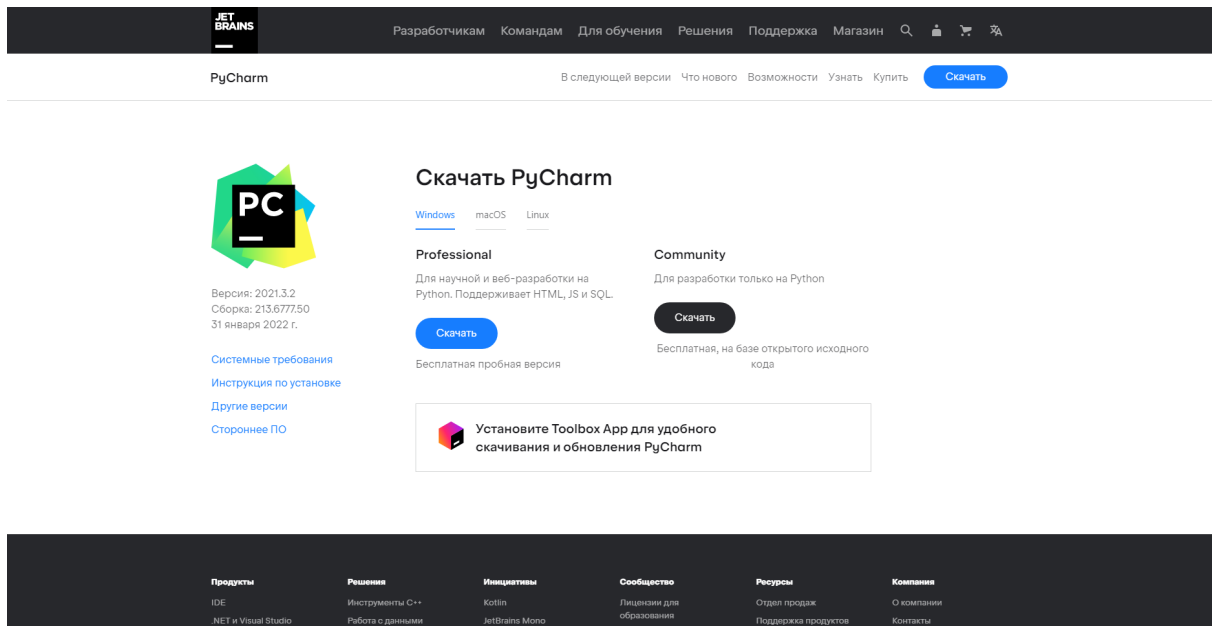 JET
BRAINS
Разработчикам Командам Для обучения Решения Поддержка Магазин
PyCharm
В следующей версии Что нового Возможности Узнать Купить Скачать
PC
Версия: 2021.3.2
Сборка: 213.6777.50
31 января 2022 г.
Системные требования
Инструкция по установке
Другие версии
Стороннее ПО
Скачать PyCharm
Windows macOS Linux
Professional
Для научной и веб-разработки на
Python. Поддерживает HTML, JS и SQL.
Скачать
Бесплатная пробная версия
Community
Для разработки только на Python
Скачать
Бесплатная, на базе открытого исходного
кода
Установите Toolbox App для удобного
скачивания и обновления PyCharm
Продукты
IDE
.NET и Visual Studio
Решения
Инструменты C++
Работа с данными
Инициативы
Kotlin
JetBrains Mono
Сообщество
Лицензии для
образования
Ресурсы
Отдел продаж
Поддержка продуктов
Компания
О компании
Контакты